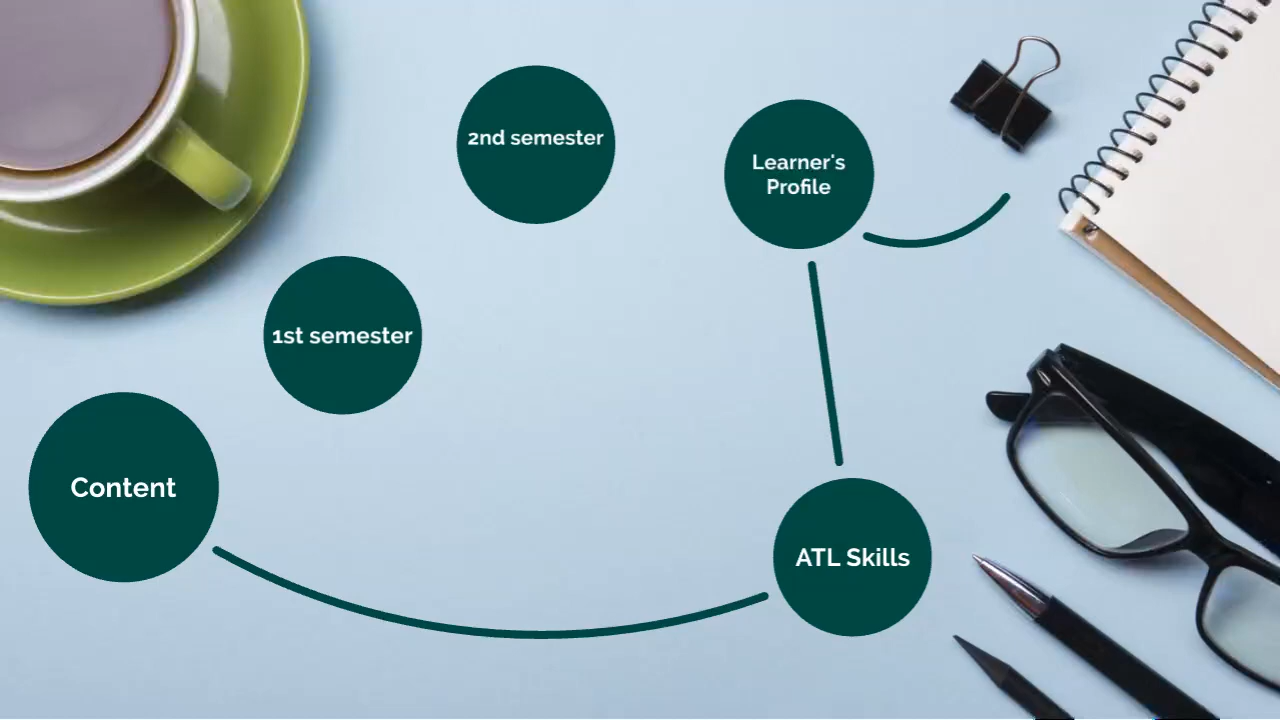 2nd semester
Learner's
Profile
1st semester
Content
ATL Skills